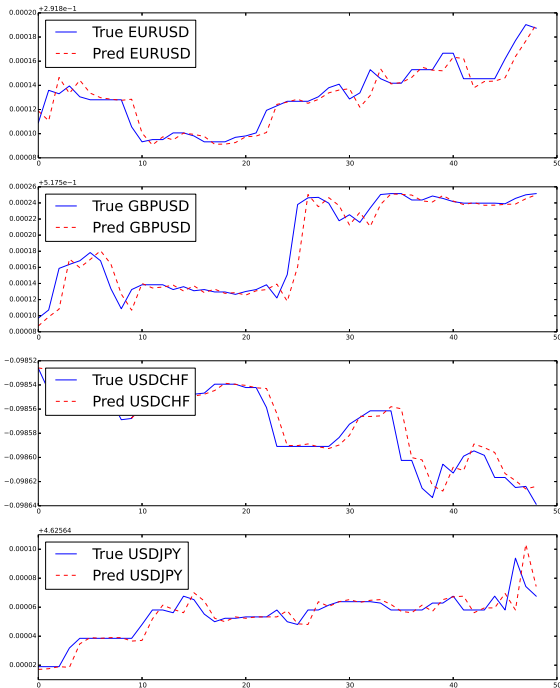 +2.918e−1
0.00020
0.00018
0.00016
0.00014
0.00012
0.00010
0.00008
True EURUSD
Pred EURUSD
0 10 20 30 40 50
+5.175e−1
0.00026
0.00024
0.00022
0.00020
0.00018
0.00016
0.00014
0.00012
0.00010
0.00008
True GBPUSD
Pred GBPUSD
0 10 20 30 40 50
−0.09852
−0.09854
−0.09856
−0.09858
−0.09860
−0.09862
−0.09864
True USDCHF
Pred USDCHF
0 10 20 30 40 50
+4.62564
0.00010
0.00008
0.00006
0.00004
0.00002
True USDJPY
Pred USDJPY
0 10 20 30 40 50